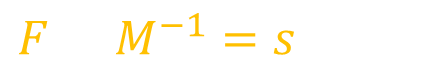 F M⁻¹ = s